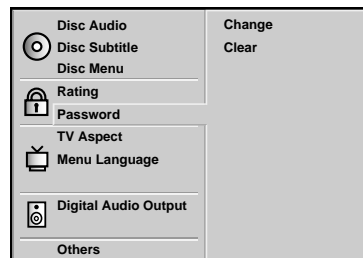 Disc Audio
Disc Subtitle
Disc Menu
Rating
Password
TV Aspect
Menu Language
Digital Audio Output
Others
Change
Clear